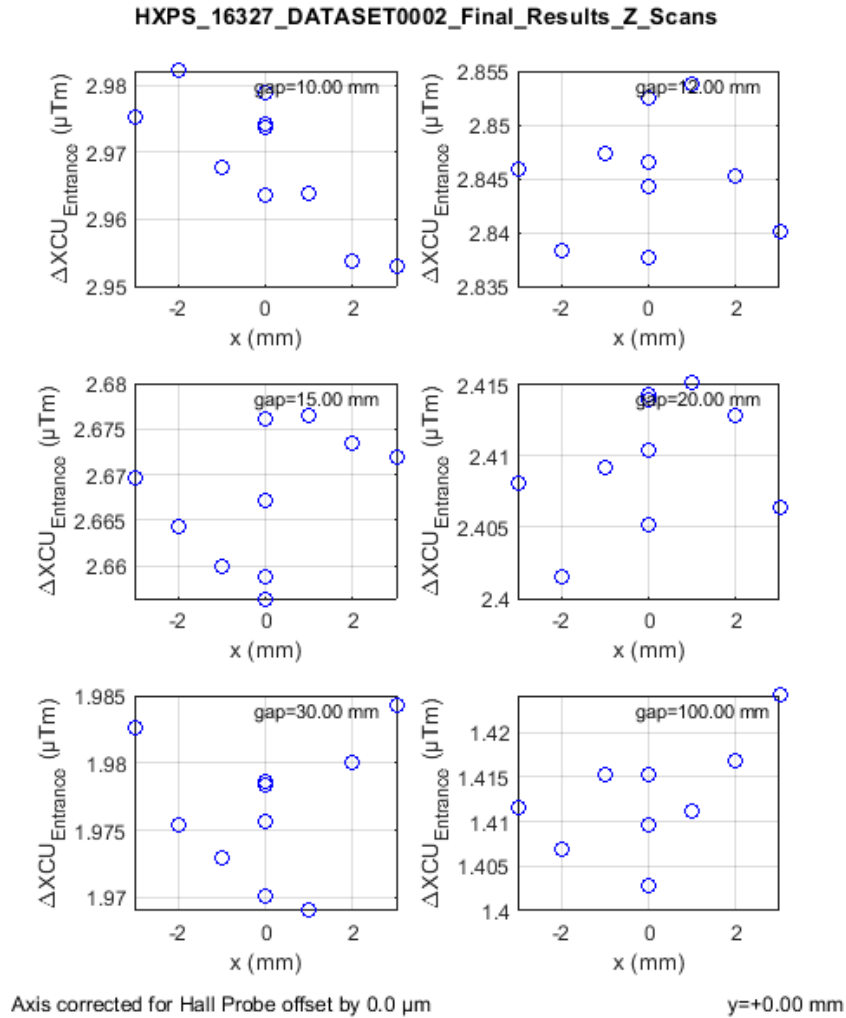 HXPS_16327_DATASET0002_Final_Results_Z_Scans
gap=10.00 mm
2.98
2.97
2.96
2.95
ΔXCU_Entrance (µTm)
-2 0 2
x (mm)
gap=12.00 mm
2.855
2.85
2.845
2.84
2.835
ΔXCU_Entrance (µTm)
-2 0 2
x (mm)
gap=15.00 mm
2.68
2.675
2.67
2.665
2.66
ΔXCU_Entrance (µTm)
-2 0 2
x (mm)
gap=20.00 mm
2.415
2.41
2.405
2.4
ΔXCU_Entrance (µTm)
-2 0 2
x (mm)
gap=30.00 mm
1.985
1.98
1.975
1.97
ΔXCU_Entrance (µTm)
-2 0 2
x (mm)
gap=100.00 mm
1.42
1.415
1.41
1.405
1.4
ΔXCU_Entrance (µTm)
-2 0 2
x (mm)
Axis corrected for Hall Probe offset by 0.0 µm
y=+0.00 mm